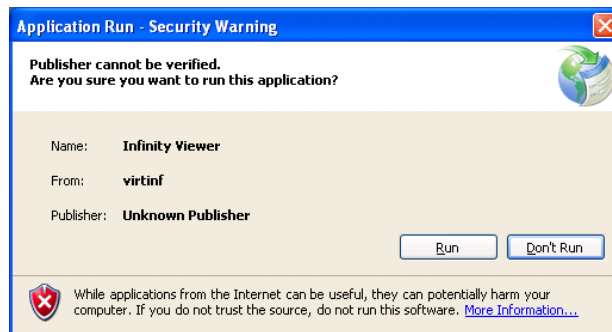 Application Run - Security Warning
Publisher cannot be verified.
Are you sure you want to run this application?
Name: Infinity Viewer
From: virtinf
Publisher: Unknown Publisher
Run Don't Run
While applications from the Internet can be useful, they can potentially harm your
computer. If you do not trust the source, do not run this software. More Information...